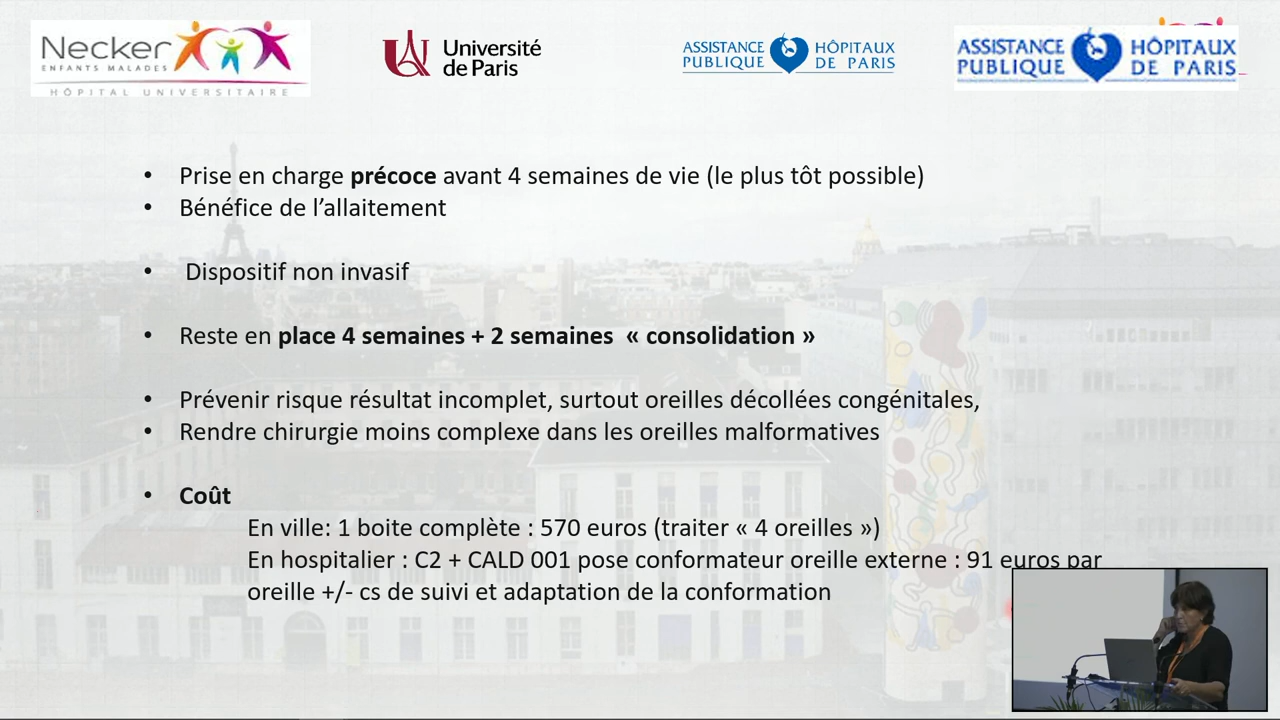 Necker
ENFANTS MALADES
HÔPITAL UNIVERSITAIRE
Université
de Paris
ASSISTANCE
PUBLIQUE
HÔPITAUX
DE PARIS
ASSISTANCE
PUBLIQUE
HÔPITAUX
DE PARIS
• Prise en charge précoce avant 4 semaines de vie (le plus tôt possible)
• Bénéfice de l’allaitement
• Dispositif non invasif
• Reste en place 4 semaines + 2 semaines « consolidation »
• Prévenir risque résultat incomplet, surtout oreilles décollées congénitales,
• Rendre chirurgie moins complexe dans les oreilles malformatives
• Coût
En ville: 1 boite complète : 570 euros (traiter « 4 oreilles »)
En hospitalier : C2 + CALD 001 pose conformateur oreille externe : 91 euros par
oreille +/- cs de suivi et adaptation de la conformation